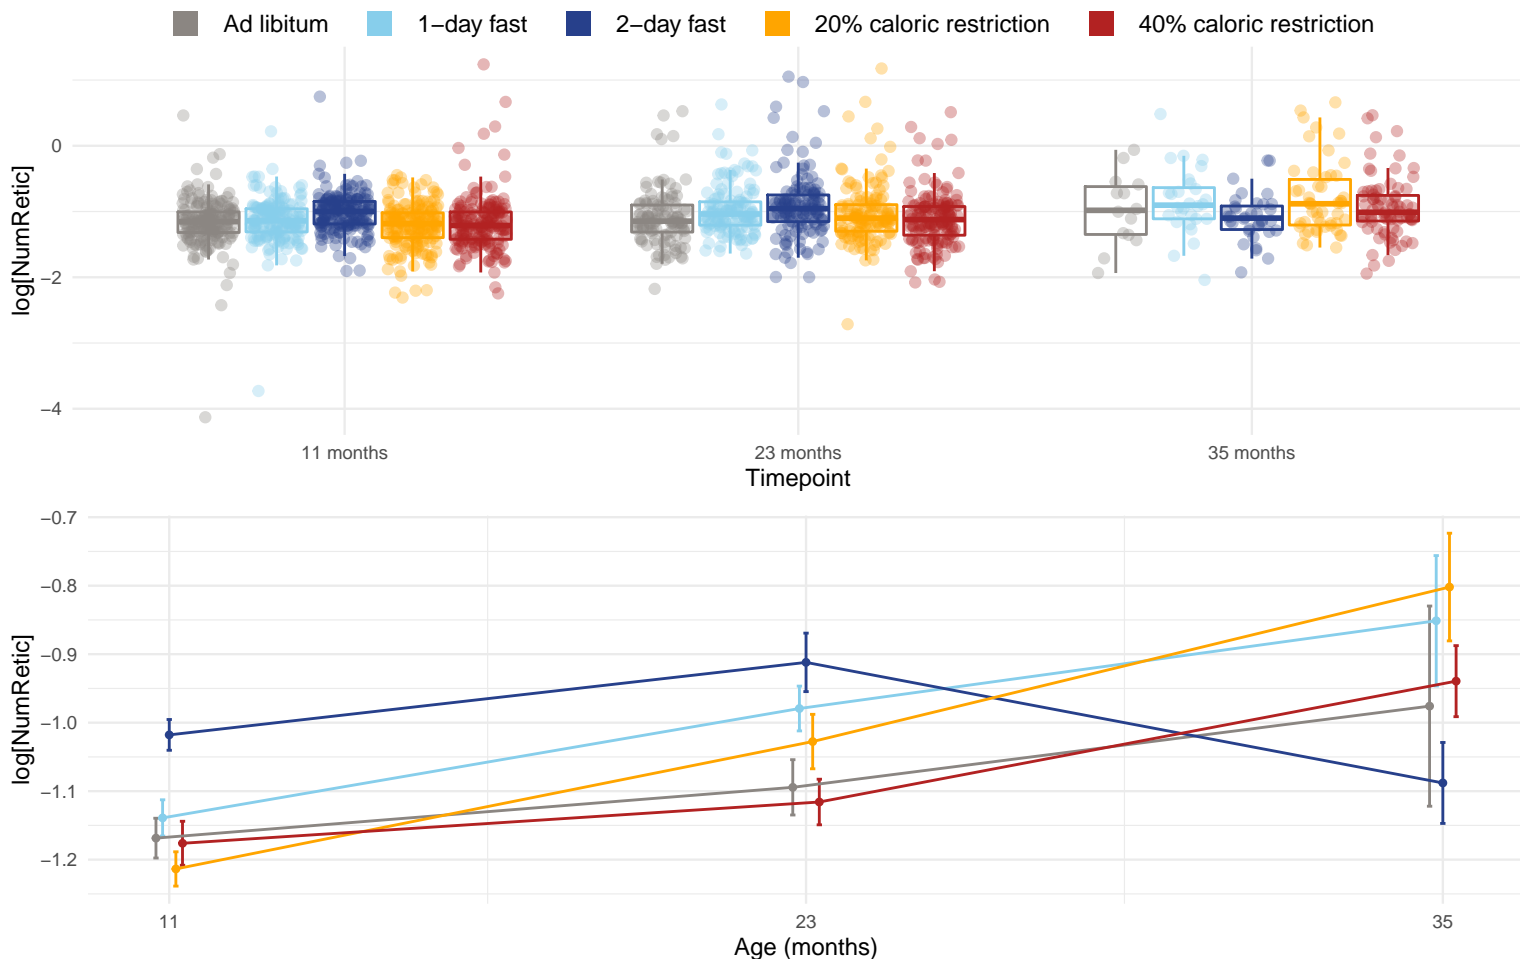 Ad libitum 1−day fast 2−day fast 20% caloric restriction 40% caloric restriction
log[NumRetic]
0
−2
−4
11 months 23 months 35 months
Timepoint
log[NumRetic]
−0.7
−0.8
−0.9
−1.0
−1.1
−1.2
11 23 35
Age (months)